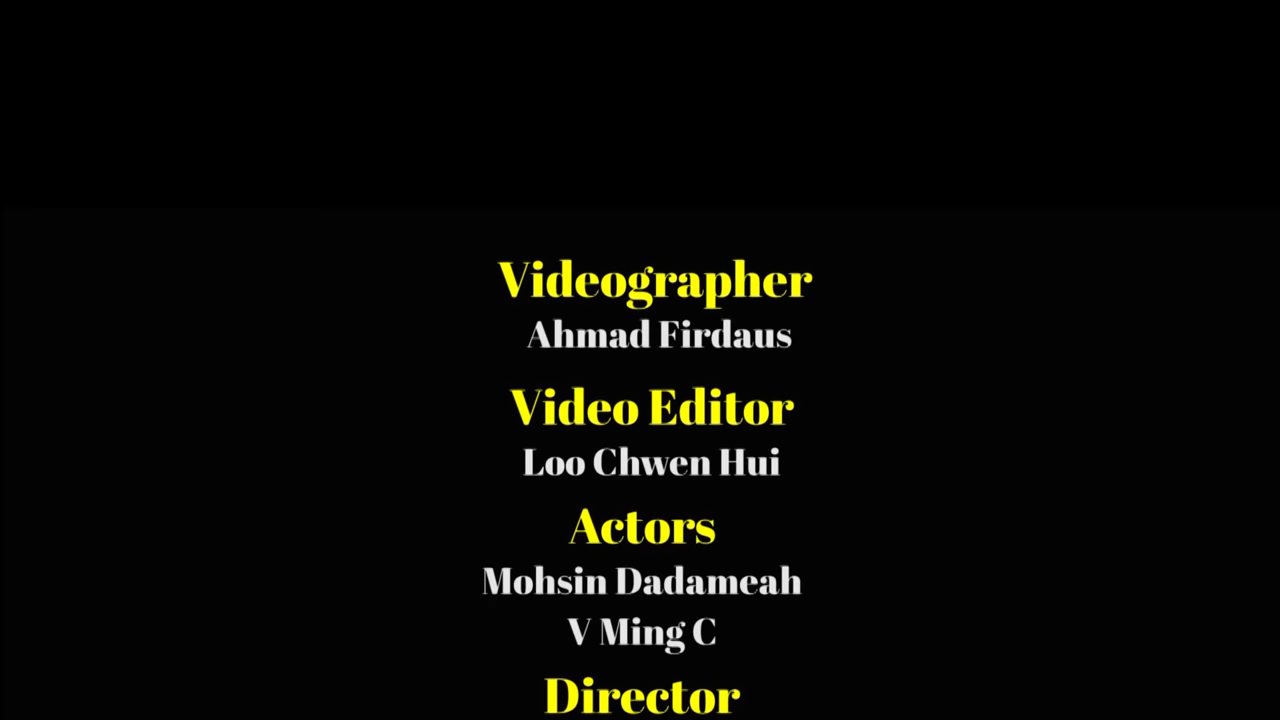 Videographer
Ahmad Firdaus
Video Editor
Loo Chwen Hui
Actors
Mohsin Dadameah
V Ming C
Director